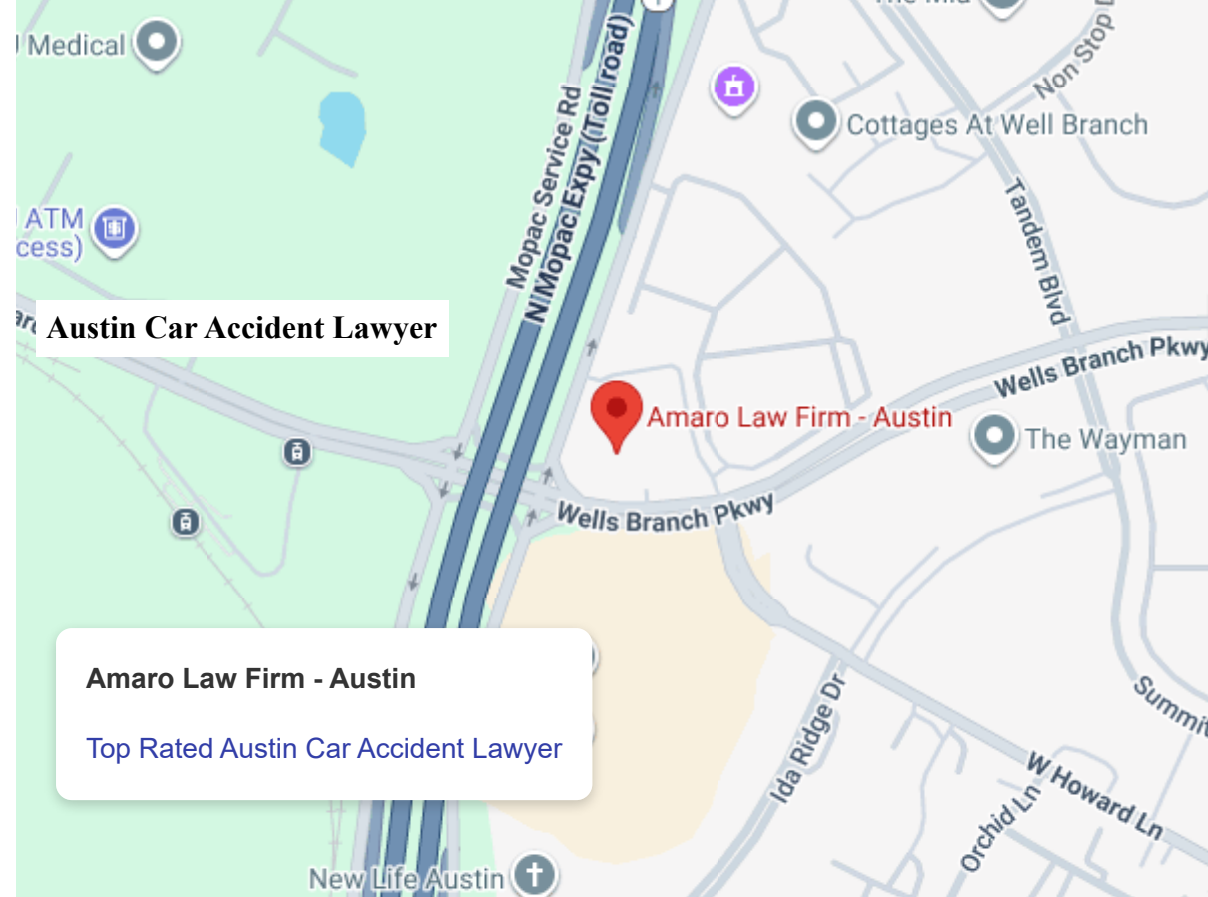 Medical
The Mid
Non Stop
Cottages At Well Branch
Mopac Service Rd
N Mopac Expy (Toll road)
ATM
cess)
Tandem Blvd
Austin Car Accident Lawyer
Wells Branch Pkwy
Amaro Law Firm - Austin
The Wayman
Wells Branch Pkwy
Amaro Law Firm - Austin
Top Rated Austin Car Accident Lawyer
Ida Ridge Dr
Summit
W Howard Ln
Orchid Ln
New Life Austin